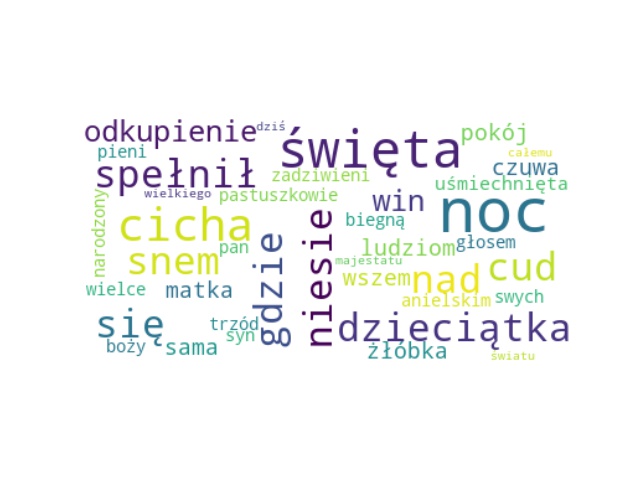 odkupienie dziś święta pokój
pieni spełnił zadziwieni całemu czuwa
wielkiego pastuszkowie win uśmiechnięta
narodzony cicha noc
biegną
pan ludziom głosem
snem gdzie niesie majestatu cud
wszem nad
wielce matka anielskim swych
się trzód dzieciątka
syn
boży sama żłóbka światu